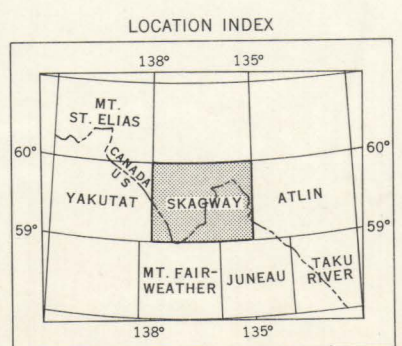 LOCATION INDEX
138° 135°
MT.
ST. ELIAS
60° 60°
CANADA
U S
YAKUTAT SKAGWAY ATLIN
59° 59°
MT. FAIR-
WEATHER JUNEAU TAKU
RIVER
138° 135°